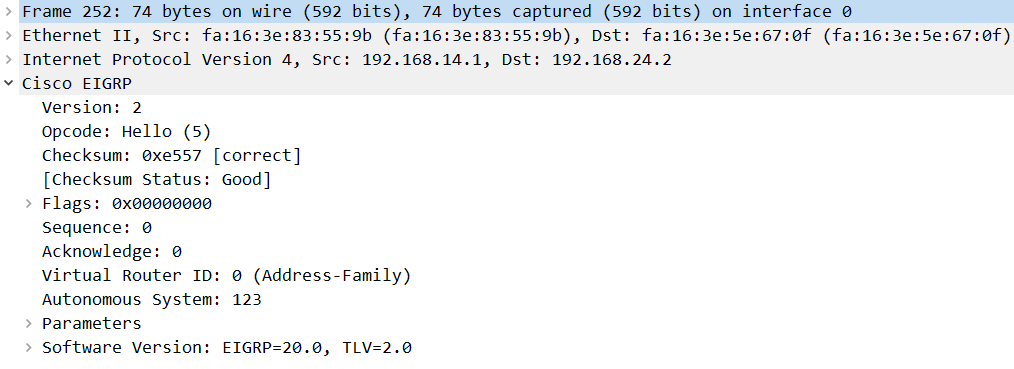 Frame 252: 74 bytes on wire (592 bits), 74 bytes captured (592 bits) on interface 0
Ethernet II, Src: fa:16:3e:83:55:9b (fa:16:3e:83:55:9b), Dst: fa:16:3e:5e:67:0f (fa:16:3e:5e:67:0f)
Internet Protocol Version 4, Src: 192.168.14.1, Dst: 192.168.24.2
Cisco EIGRP
Version: 2
Opcode: Hello (5)
Checksum: 0xe557 [correct]
[Checksum Status: Good]
Flags: 0x00000000
Sequence: 0
Acknowledge: 0
Virtual Router ID: 0 (Address-Family)
Autonomous System: 123
Parameters
Software Version: EIGRP=20.0, TLV=2.0